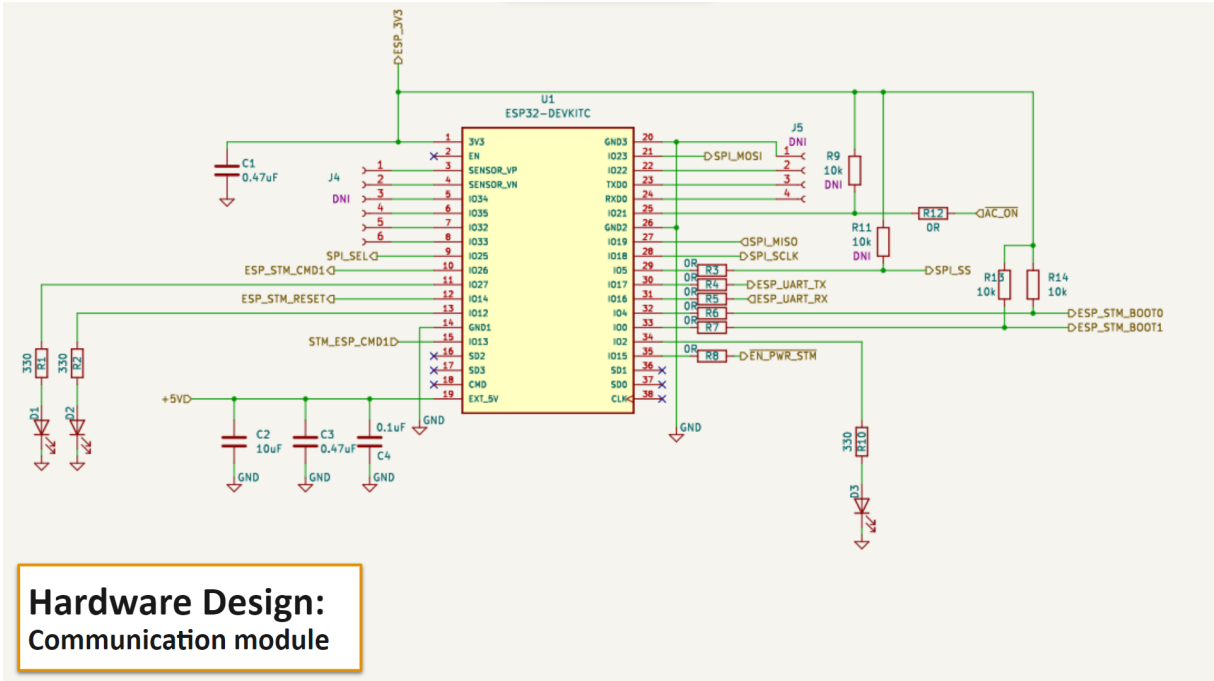 ESP_3V3
U1
ESP32-DEVKITC
1 3V3
2 EN
3 SENSOR_VP
4 SENSOR_VN
5 IO34
6 IO35
7 IO32
8 IO33
9 IO25
10 IO26
11 IO27
12 IO14
13 IO12
14 GND1
15 IO13
16 SD2
17 SD3
18 CMD
19 EXT_5V
GND3 20
IO23 21
IO22 22
TXD0 23
RXD0 24
IO21 25
GND2 26
IO19 27
IO18 28
IO5 29
IO17 30
IO16 31
IO4 32
IO0 33
IO2 34
IO15 35
SD1 36
SD0 37
CLK 38
C1
0.47uF
J4
DNI
1
2
3
4
5
6
SPI_SEL
ESP_STM_CMD1
ESP_STM_RESET
STM_ESP_CMD1
330
R1
330
R2
D1
D2
+5V
C2
10uF
GND
C3
0.47uF
GND
0.1uF
C4
GND
GND
SPI_MOSI
J5
DNI
1
2
3
4
R9
10k
DNI
R12
0R
AC_ON
R11
10k
DNI
SPI_MISO
SPI_SCLK
0R R3
SPI_SS
0R R4
ESP_UART_TX
0R R5
ESP_UART_RX
0R R6
0R R7
R13
10k
R14
10k
ESP_STM_BOOT0
ESP_STM_BOOT1
0R R8
EN_PWR_STM
GND
330
R10
D3
Hardware Design:
Communication module